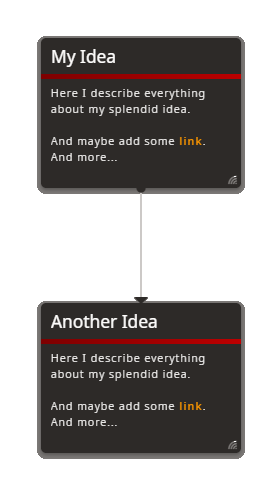 My Idea
Here I describe everything
about my splendid idea.
And maybe add some link.
And more...
Another Idea
Here I describe everything
about my splendid idea.
And maybe add some link.
And more...